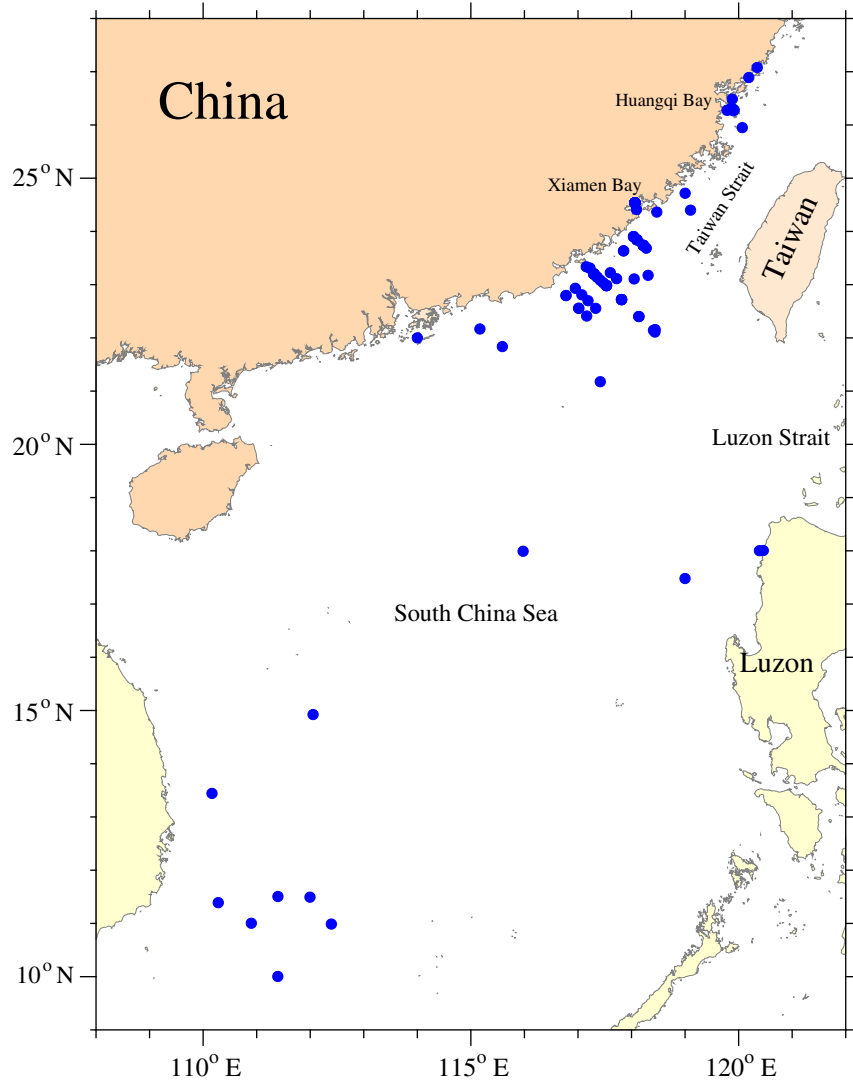 China
Huangqi Bay
25° N
Xiamen Bay
Taiwan Strait
Taiwan
20° N
Luzon Strait
South China Sea
Luzon
15° N
10° N
110° E
115° E
120° E